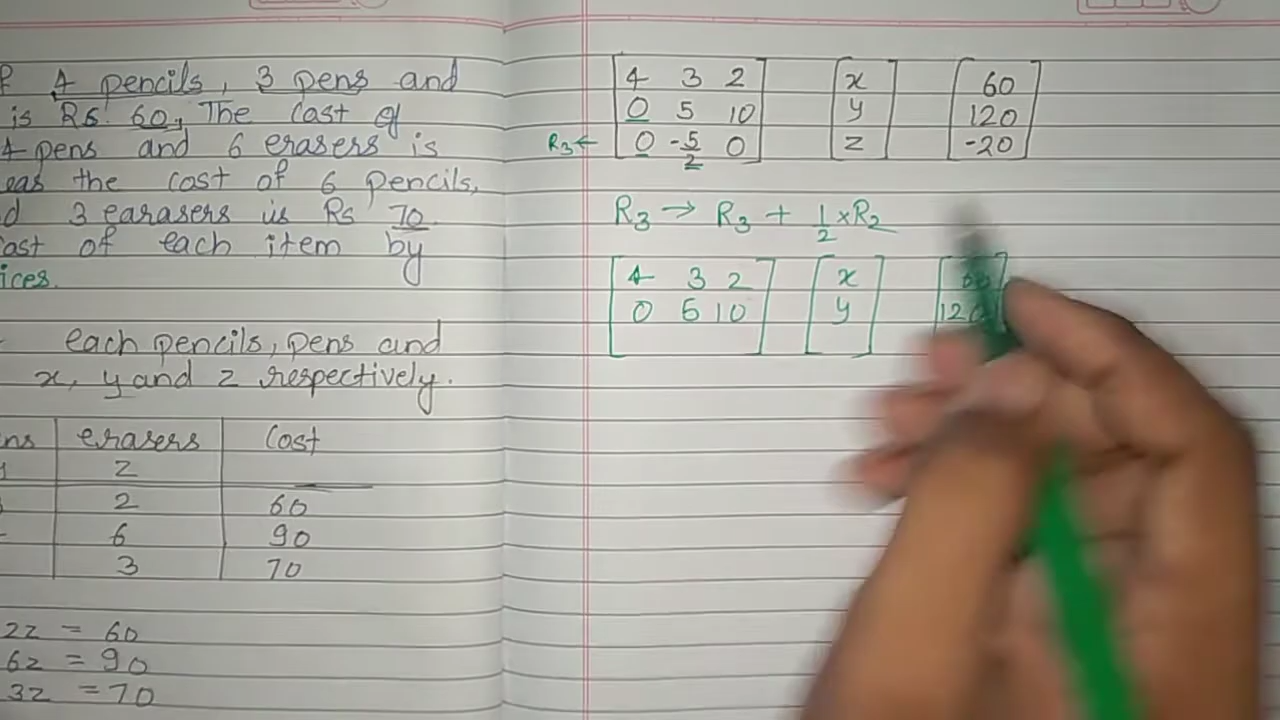 4 pencils, 3 pens and
is Rs. 60, The cast of
4 pens and 6 erasers is
eas the cost of 6 pencils,
d 3 earasers is Rs 70.
ast of each item by
ices.
each pencils, pens and
x, y and z respectively.
ns erasers Cost
z
2 60
6 90
3 70
2z = 60
6z = 90
3z = 70
4 3 2 x 60
0 5 10 y 120
R3← 0 -5/2 0 z -20
R3 → R3 + 1/2 × R2
4 3 2 x
0 5 10 y 120